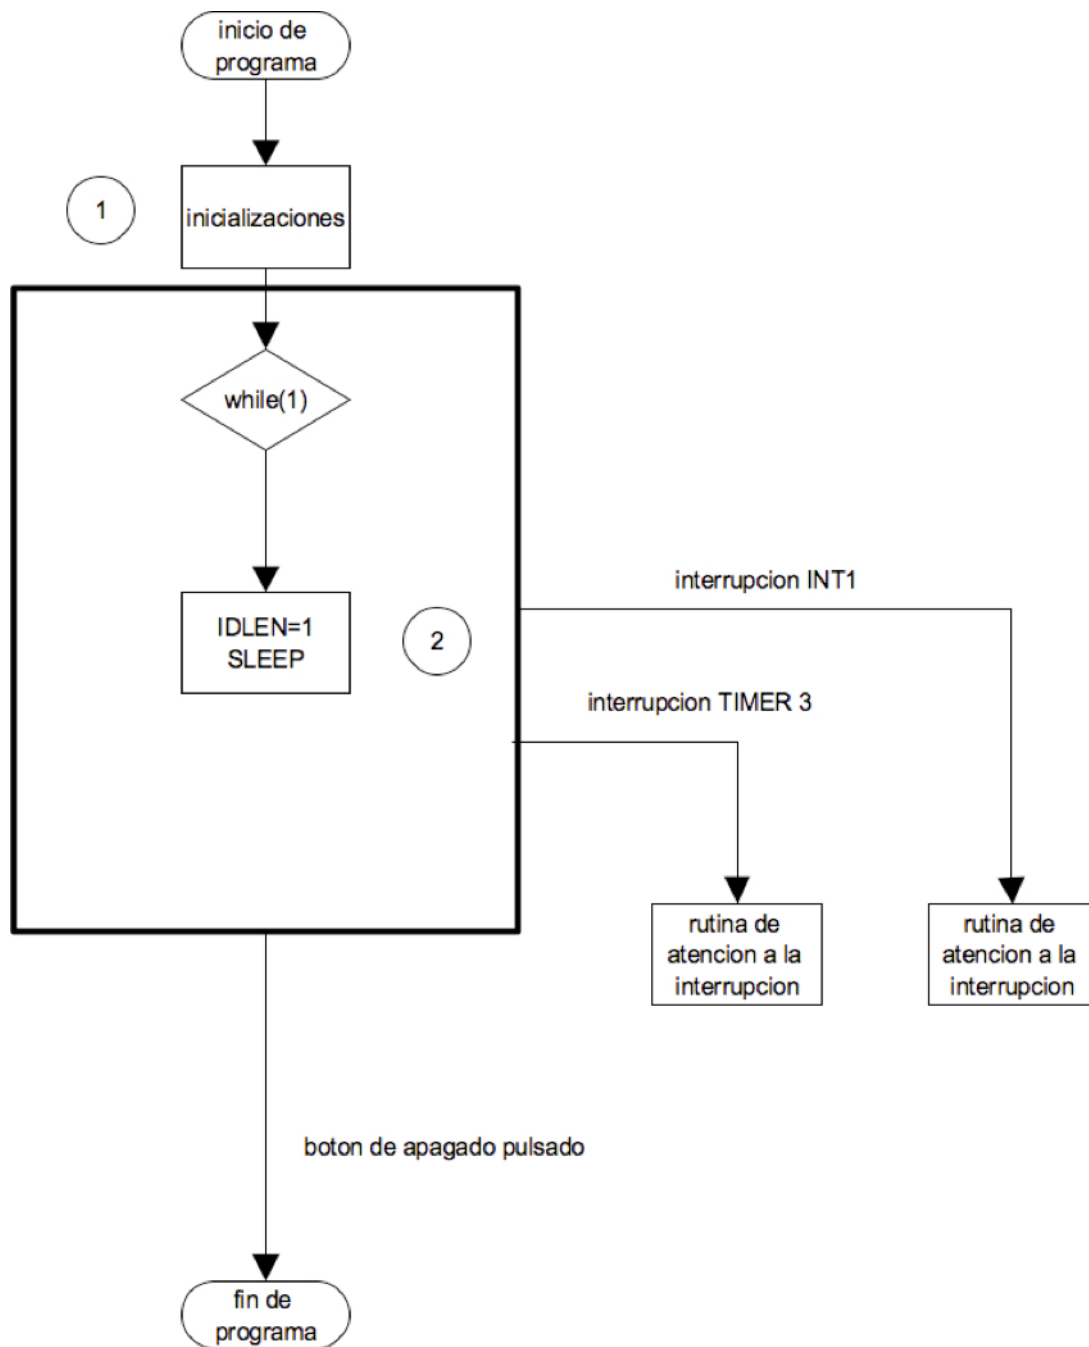 inicio de
programa
1
inicializaciones
while(1)
interrupcion INT1
IDLEN=1
SLEEP
2
interrupcion TIMER 3
rutina de
atencion a la
interrupcion
rutina de
atencion a la
interrupcion
boton de apagado pulsado
fin de
programa